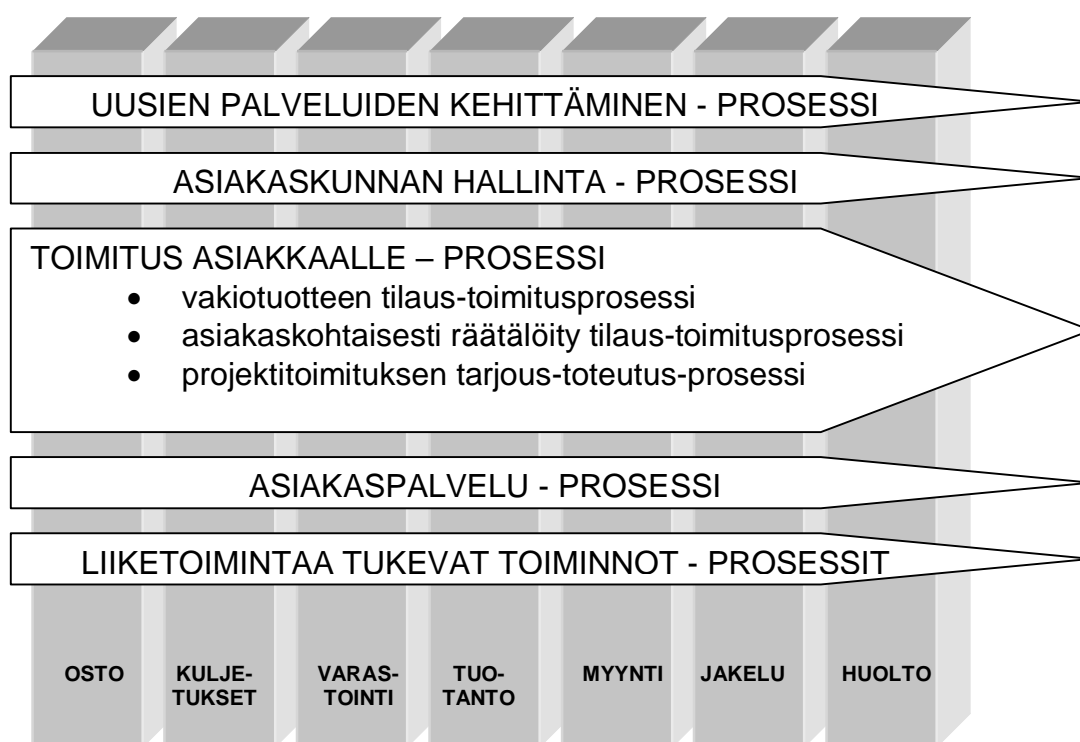 UUSIEN PALVELUIDEN KEHITTÄMINEN - PROSESSI
ASIAKASKUNNAN HALLINTA - PROSESSI
TOIMITUS ASIAKKAALLE – PROSESSI
• vakiotuotteen tilaus-toimitusprosessi
• asiakaskohtaisesti räätälöity tilaus-toimitusprosessi
• projektitoimituksen tarjous-toteutus-prosessi
ASIAKASPALVELU - PROSESSI
LIIKETOIMINTAA TUKEVAT TOIMINNOT - PROSESSIT
OSTO
KULJE-
TUKSET
VARAS-
TOINTI
TUO-
TANTO
MYYNTI
JAKELU
HUOLTO